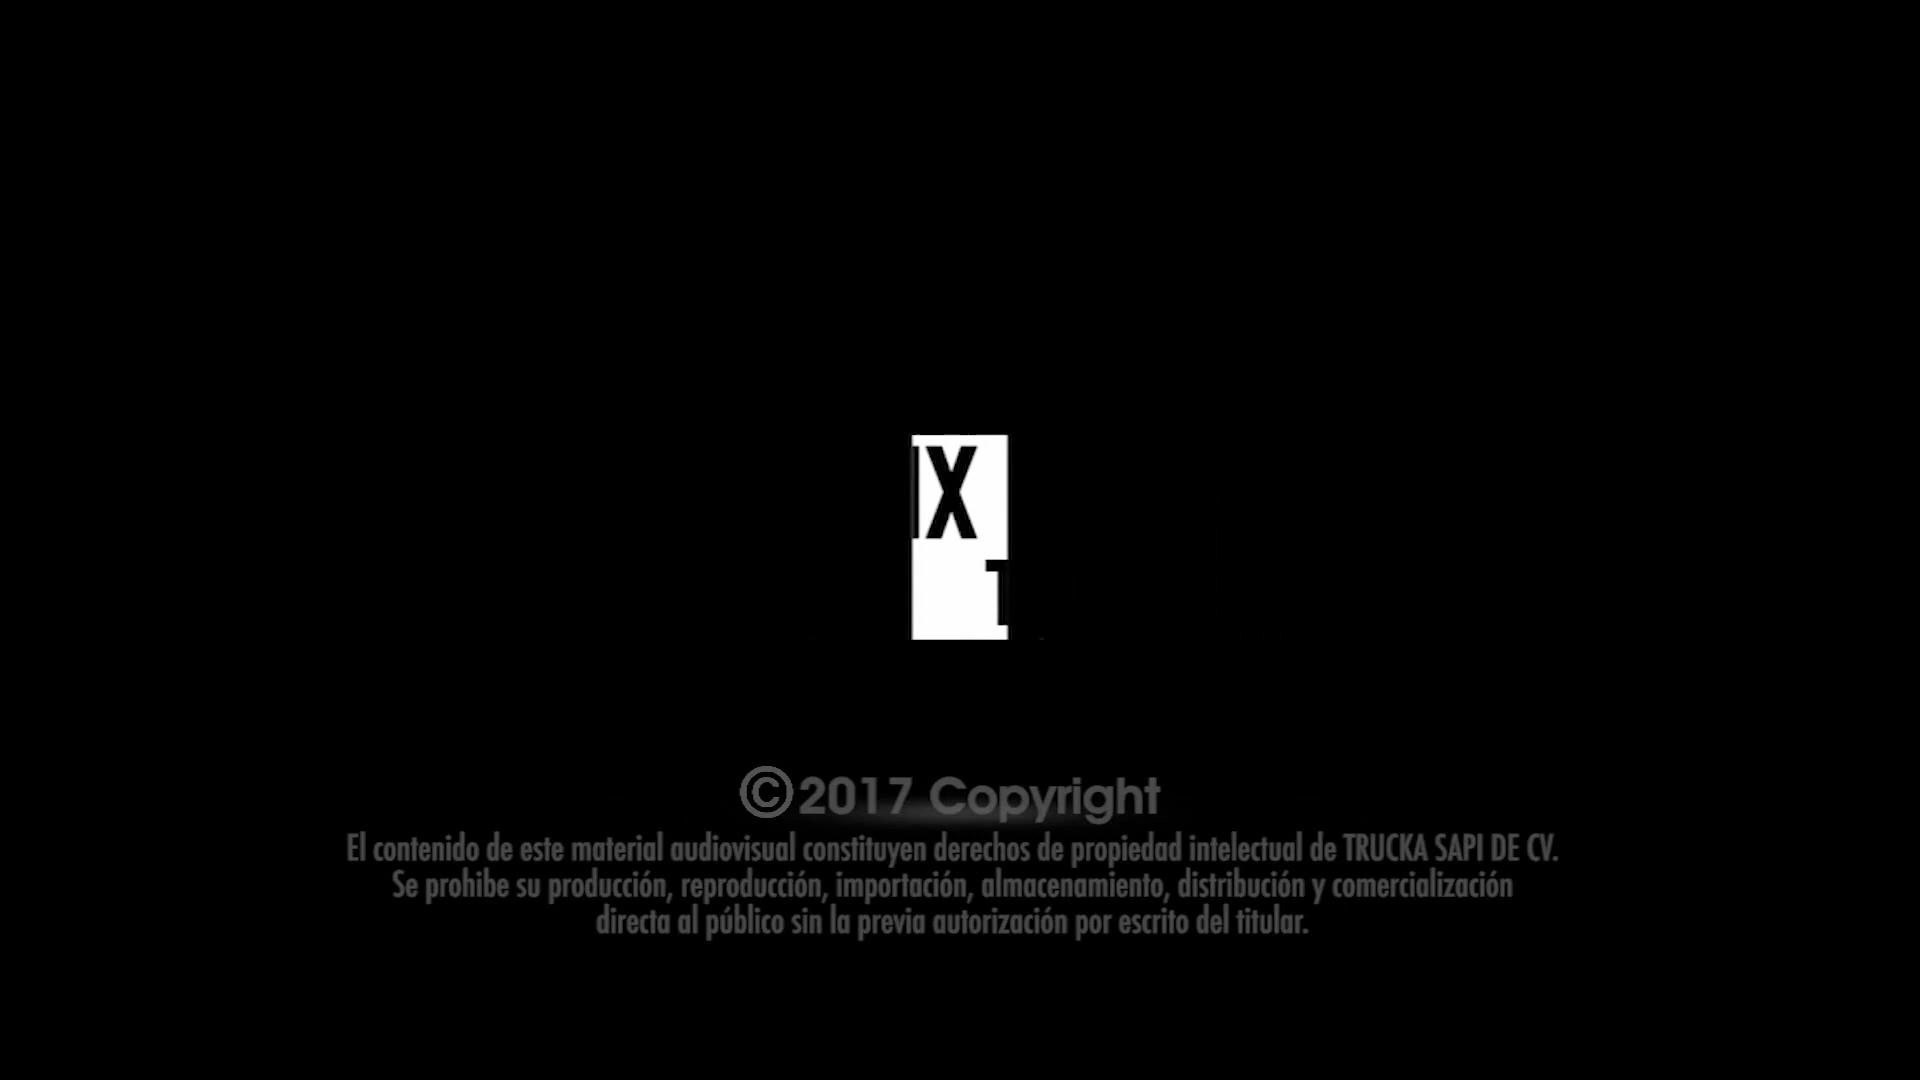 X
©2017 Copyright
El contenido de este material audiovisual constituyen derechos de propiedad intelectual de TRUCKA SAPI DE CV.
Se prohibe su producción, reproducción, importación, almacenamiento, distribución y comercialización
directa al público sin la previa autorización por escrito del titular.